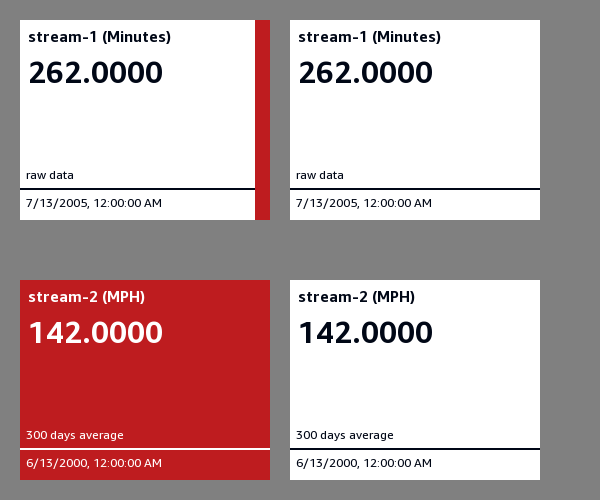 stream-1 (Minutes)
262.0000
raw data
7/13/2005, 12:00:00 AM
stream-1 (Minutes)
262.0000
raw data
7/13/2005, 12:00:00 AM
stream-2 (MPH)
142.0000
300 days average
6/13/2000, 12:00:00 AM
stream-2 (MPH)
142.0000
300 days average
6/13/2000, 12:00:00 AM